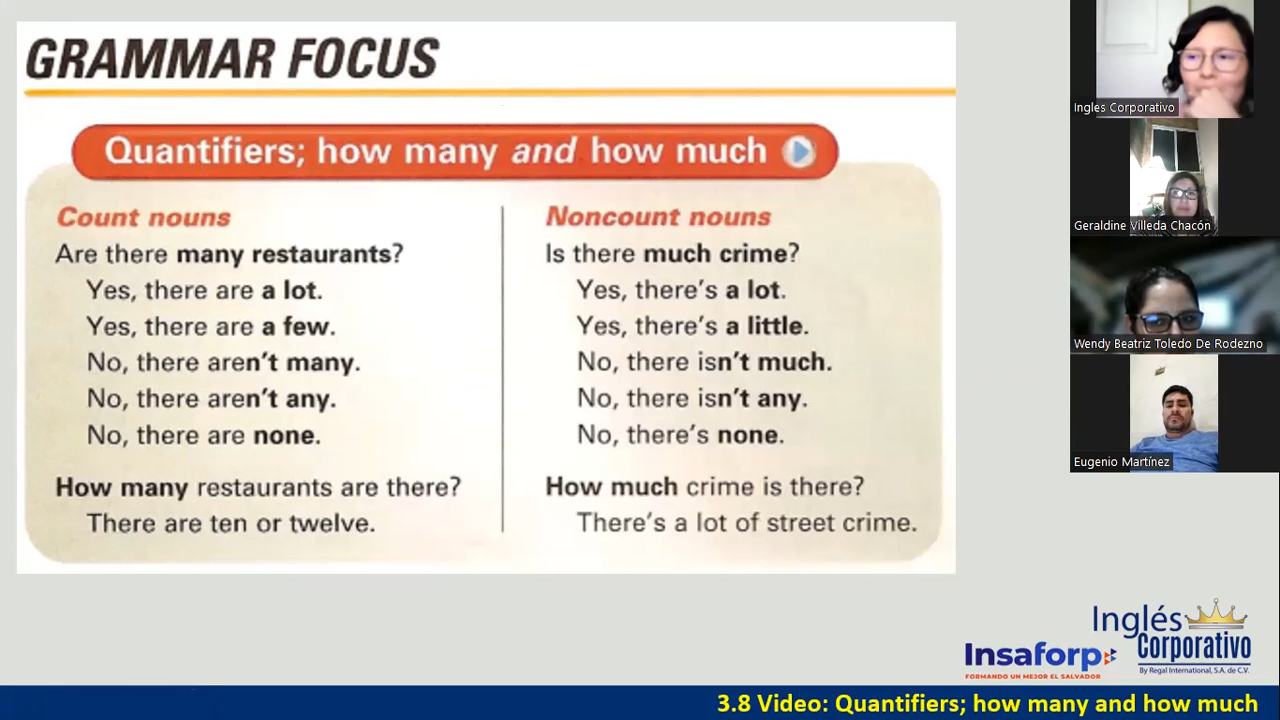 GRAMMAR FOCUS
Quantifiers; how many and how much
Count nouns
Are there many restaurants?
Yes, there are a lot.
Yes, there are a few.
No, there aren't many.
No, there aren't any.
No, there are none.
How many restaurants are there?
There are ten or twelve.
Noncount nouns
Is there much crime?
Yes, there's a lot.
Yes, there's a little.
No, there isn't much.
No, there isn't any.
No, there's none.
How much crime is there?
There's a lot of street crime.
Ingles Corporativo
Geraldine Villeda Chacón
Wendy Beatriz Toledo De Rodezno
Eugenio Martínez
Insaforp
FORMANDO UN MEJOR EL SALVADOR
Inglés
Corporativo
By Regal International, S.A. de C.V.
3.8 Video: Quantifiers; how many and how much